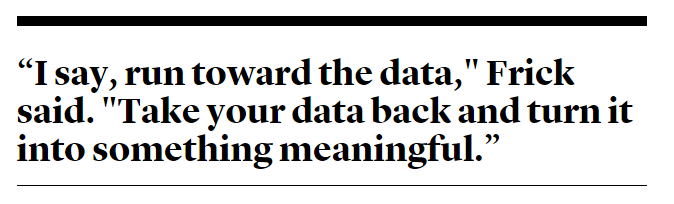 “I say, run toward the data," Frick
said. "Take your data back and turn it
into something meaningful.”